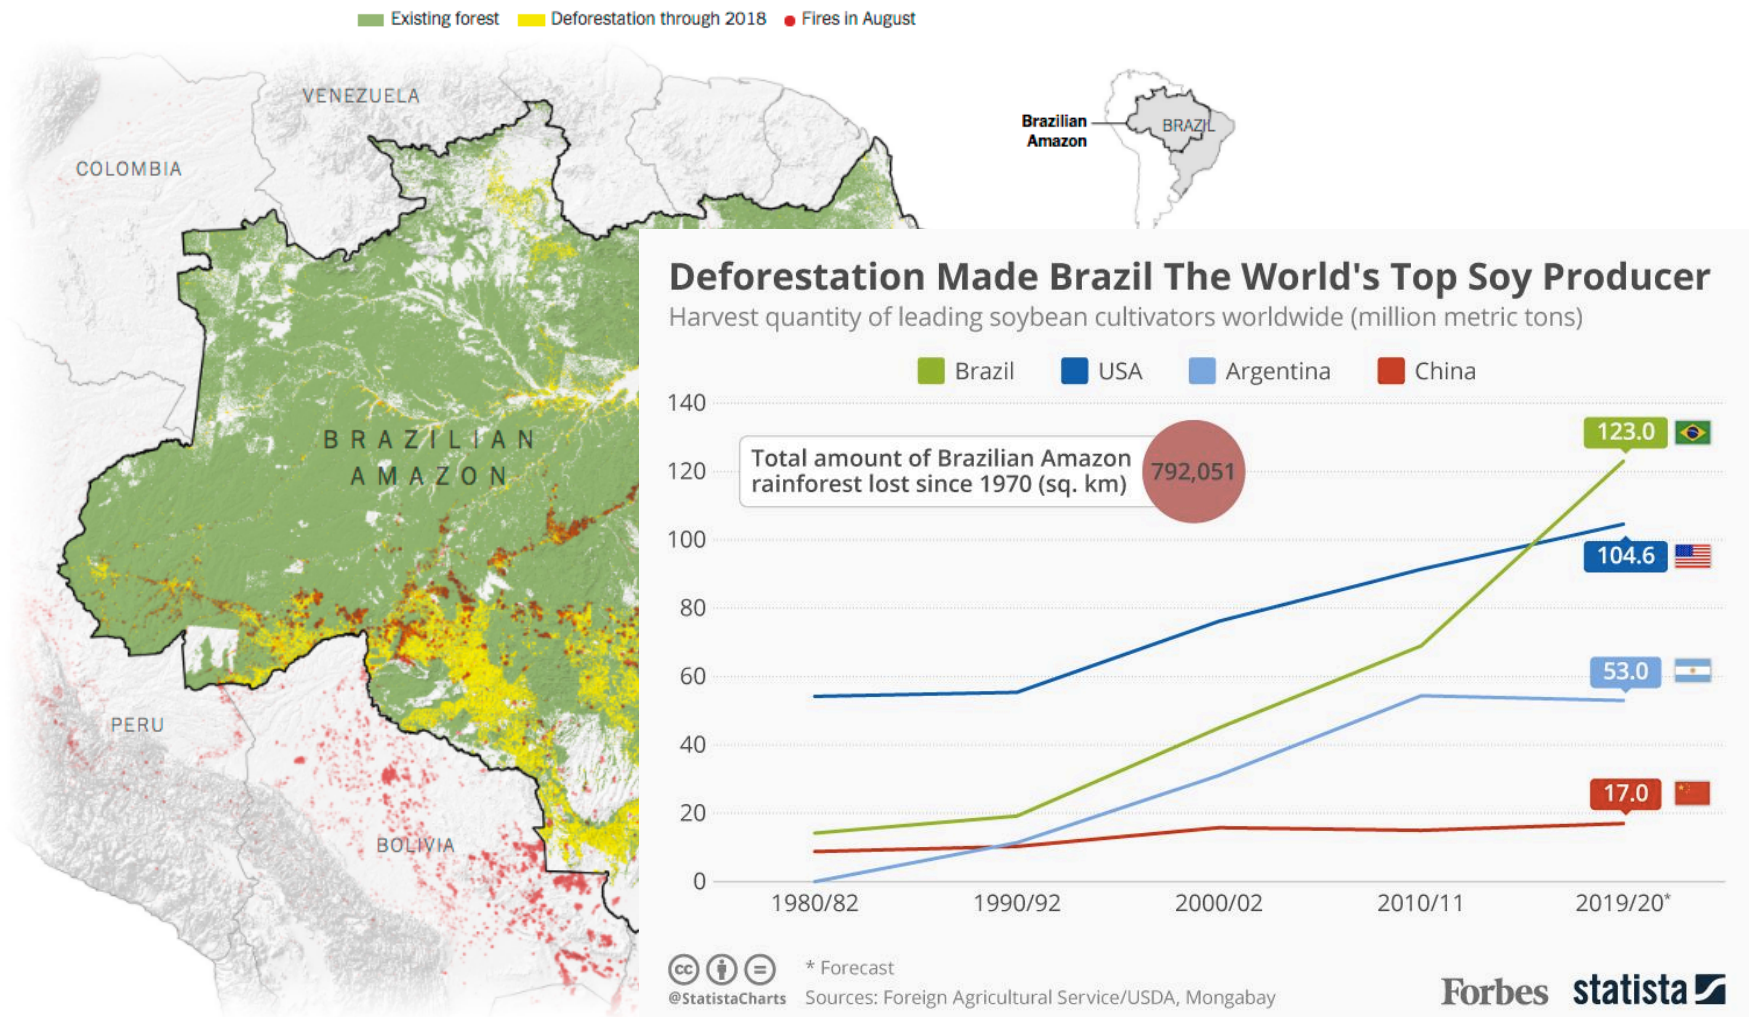 Existing forest Deforestation through 2018 Fires in August
VENEZUELA
COLOMBIA
Brazilian
Amazon
BRAZIL
BRAZILIAN
AMAZON
PERU
BOLIVIA
Deforestation Made Brazil The World's Top Soy Producer
Harvest quantity of leading soybean cultivators worldwide (million metric tons)
Brazil USA Argentina China
140
120
100
80
60
40
20
0
Total amount of Brazilian Amazon
rainforest lost since 1970 (sq. km)
792,051
123.0
104.6
53.0
17.0
1980/82 1990/92 2000/02 2010/11 2019/20*
cc
@StatistaCharts
* Forecast
Sources: Foreign Agricultural Service/USDA, Mongabay
Forbes statista